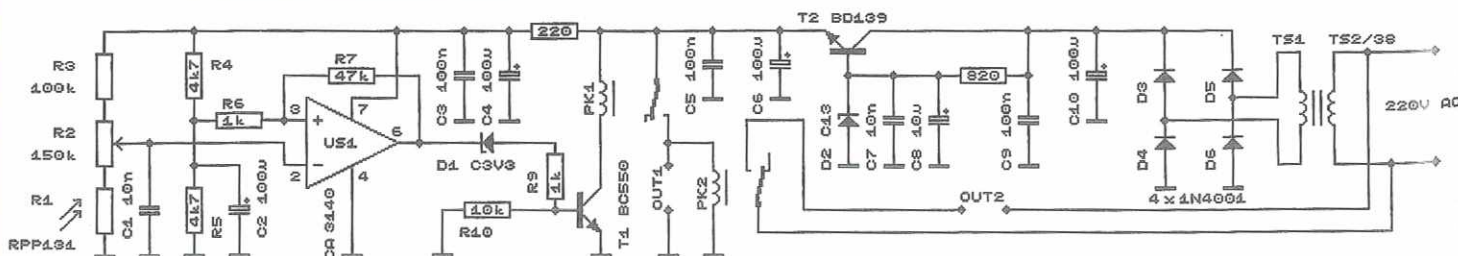 T2 BD139
220
TS1
TS2/38
R3
100k
4k7
R4
R7
47k
C3 100n
C4 100u
PK1
C5 100n
C6 100u
820
C10 100u
D3
D5
R6
1k
3
7
+
US1
6
-
2
4
D2 C13
C7 10n
C8 10u
C9 100n
220V AC
R2
150k
D1 C3V3
R9
1k
OUT1
PK2
D4
D6
4x1N4001
R1
RPP131
C1 10n
4k7
R5
C2 100u
CA 3140
10k
R10
T1 BC550
OUT2